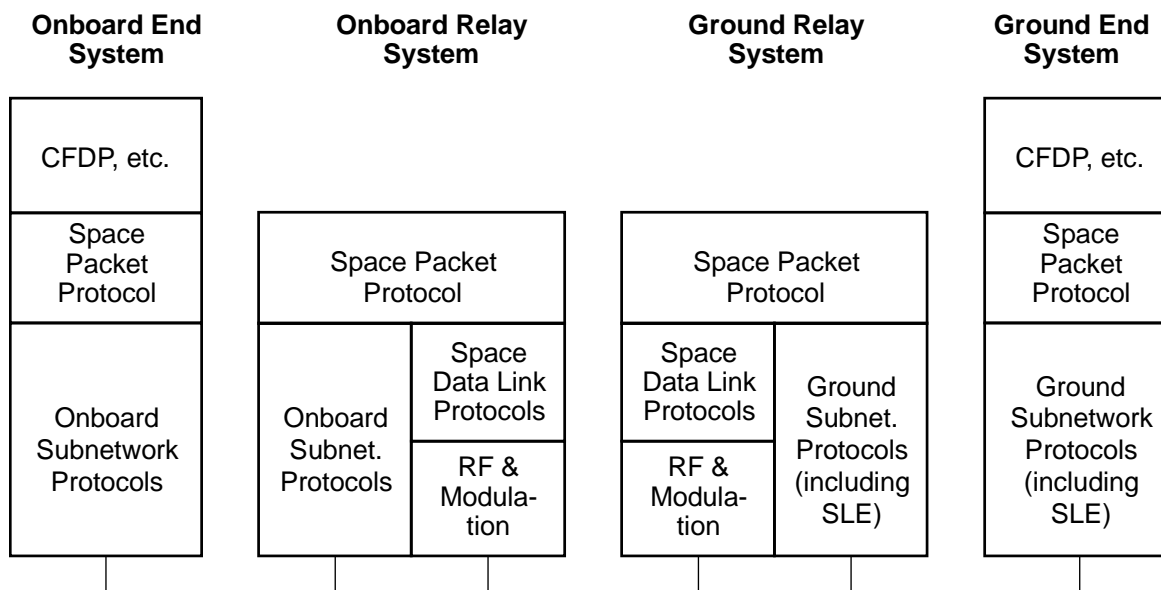 Onboard End
System
Onboard Relay
System
Ground Relay
System
Ground End
System
CFDP, etc.
Space
Packet
Protocol
Onboard
Subnetwork
Protocols
Space Packet
Protocol
Onboard
Subnet.
Protocols
Space
Data Link
Protocols
RF &
Modula-
tion
Space Packet
Protocol
Space
Data Link
Protocols
RF &
Modula-
tion
Ground
Subnet.
Protocols
(including
SLE)
CFDP, etc.
Space
Packet
Protocol
Ground
Subnetwork
Protocols
(including
SLE)